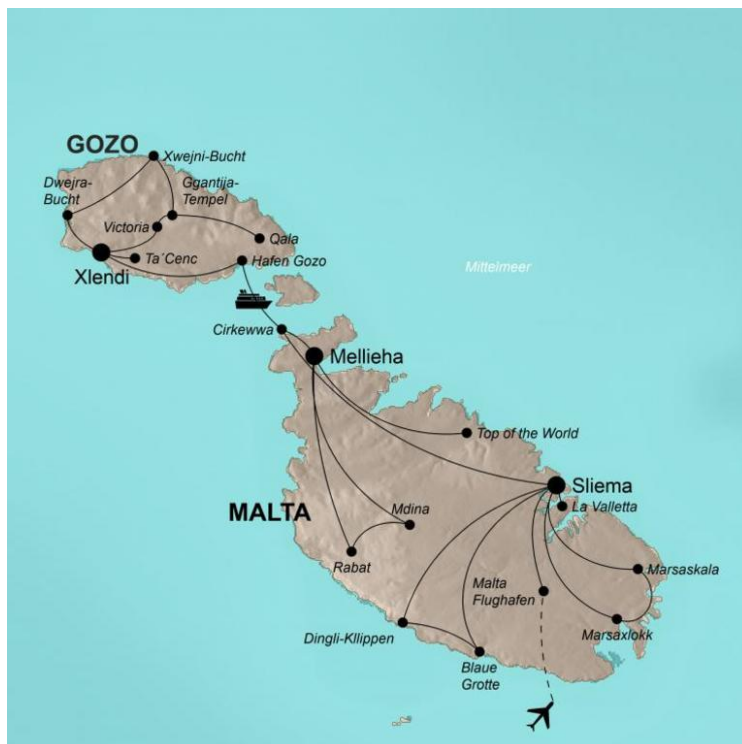 GOZO
Xwejni-Bucht
Dwejra-
Bucht
Ggantija-
Tempel
Victoria
Qala
Xlendi
Ta´Cenc
Hafen Gozo
Mittelmeer
Cirkewwa
Mellieha
Top of the World
Sliema
La Valletta
MALTA
Mdina
Rabat
Malta
Flughafen
Marsaskala
Dingli-Kllippen
Marsaxlokk
Blaue
Grotte